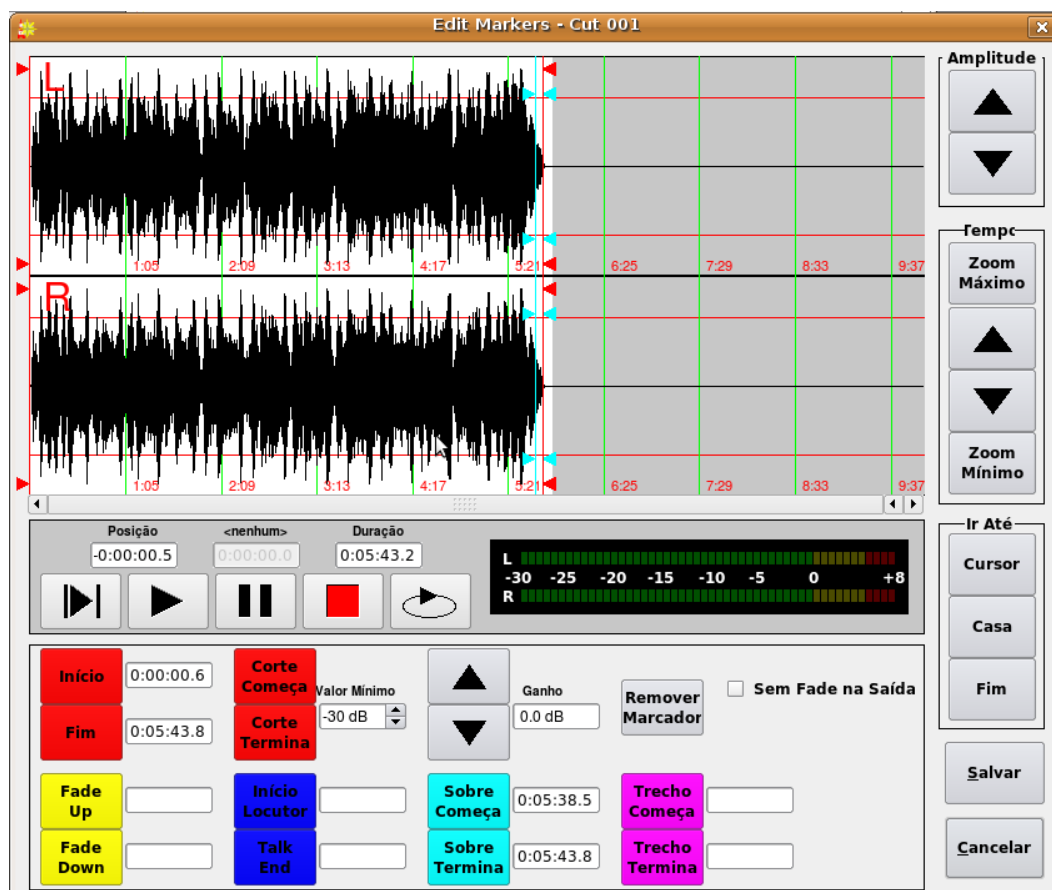 Edit Markers - Cut 001
Amplitude
L
1:05 2:09 3:13 4:17 5:21 6:25 7:29 8:33 9:37
R
1:05 2:09 3:13 4:17 5:21 6:25 7:29 8:33 9:37
Tempo
Zoom
Máximo
Zoom
Mínimo
Ir Até
Cursor
Casa
Fim
Posição <nenhum> Duração
-0:00:00.5 0:00:00.0 0:05:43.2
L
-30 -25 -20 -15 -10 -5 0 +8
R
Início 0:00:00.6
Fim 0:05:43.8
Corte
Começa
Corte
Termina
Valor Mínimo
-30 dB
Ganho
0.0 dB
Remover
Marcador
Sem Fade na Saída
Fade
Up
Início
Locutor
Sobre
Começa
0:05:38.5
Trecho
Começa
Fade
Down
Talk
End
Sobre
Termina
0:05:43.8
Trecho
Termina
Salvar
Cancelar